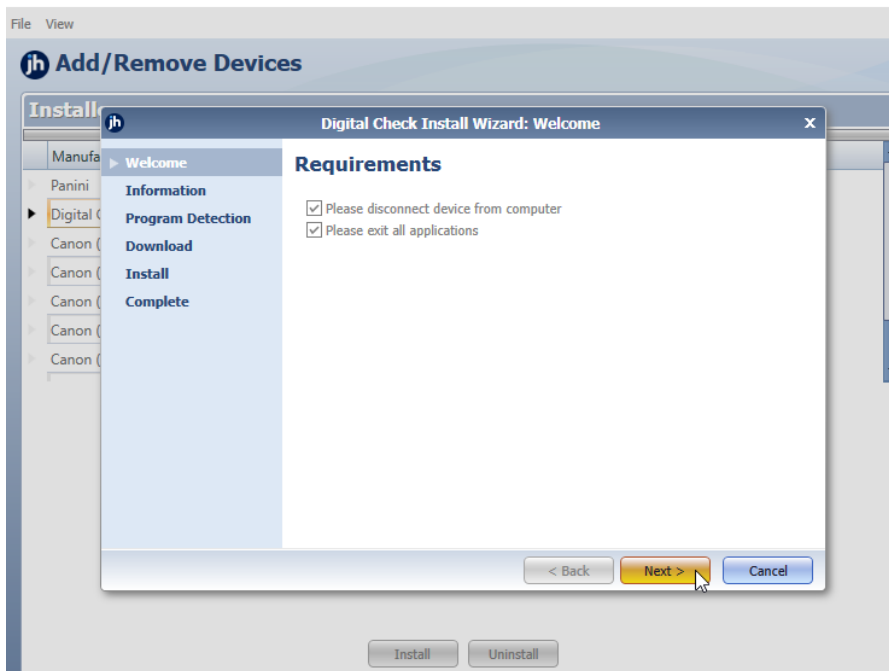 File View
jh Add/Remove Devices
Installe
jh Digital Check Install Wizard: Welcome x
Manufa
Panini
Digital C
Canon (
Canon (
Canon (
Canon (
Canon (
Welcome
Information
Program Detection
Download
Install
Complete
Requirements
Please disconnect device from computer
Please exit all applications
< Back Next > Cancel
Install Uninstall